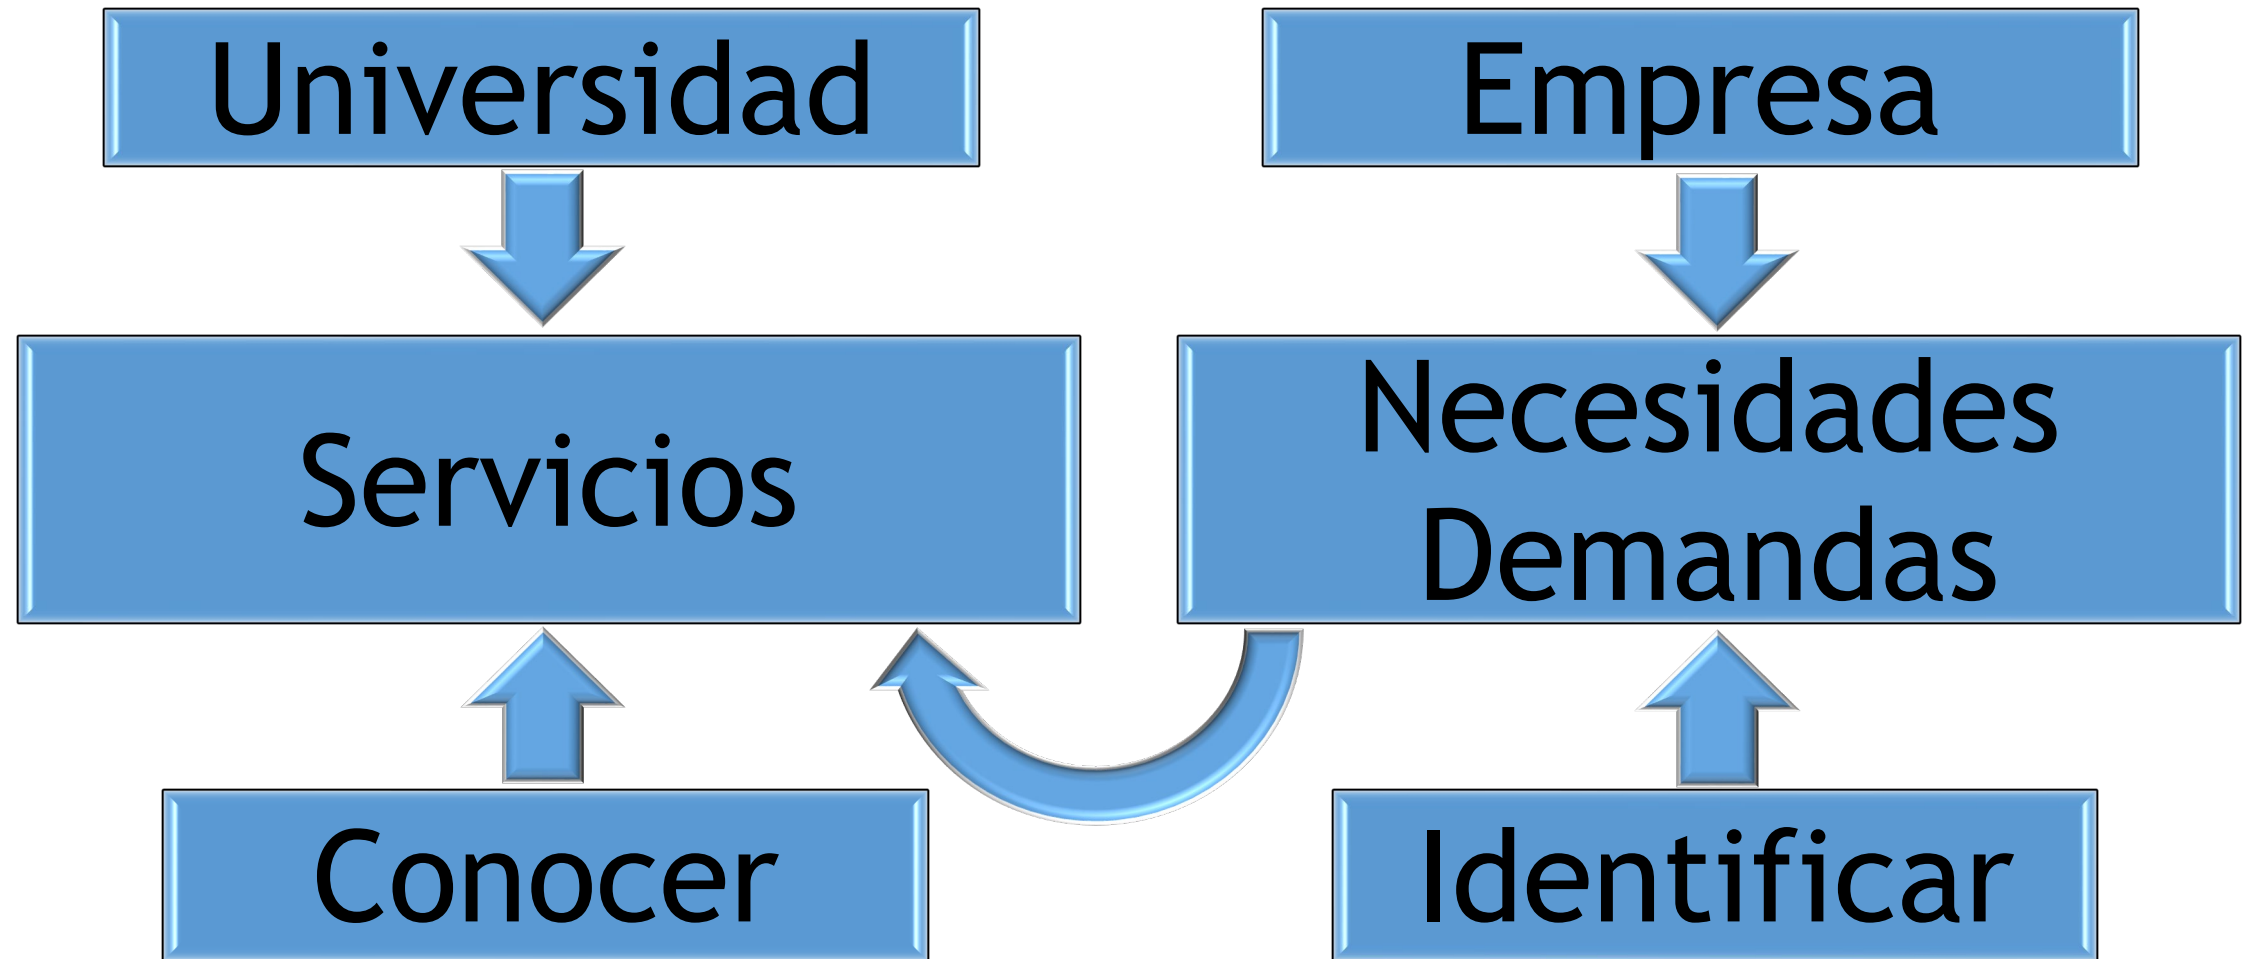 Universidad
Empresa
Servicios
Necesidades
Demandas
Conocer
Identificar